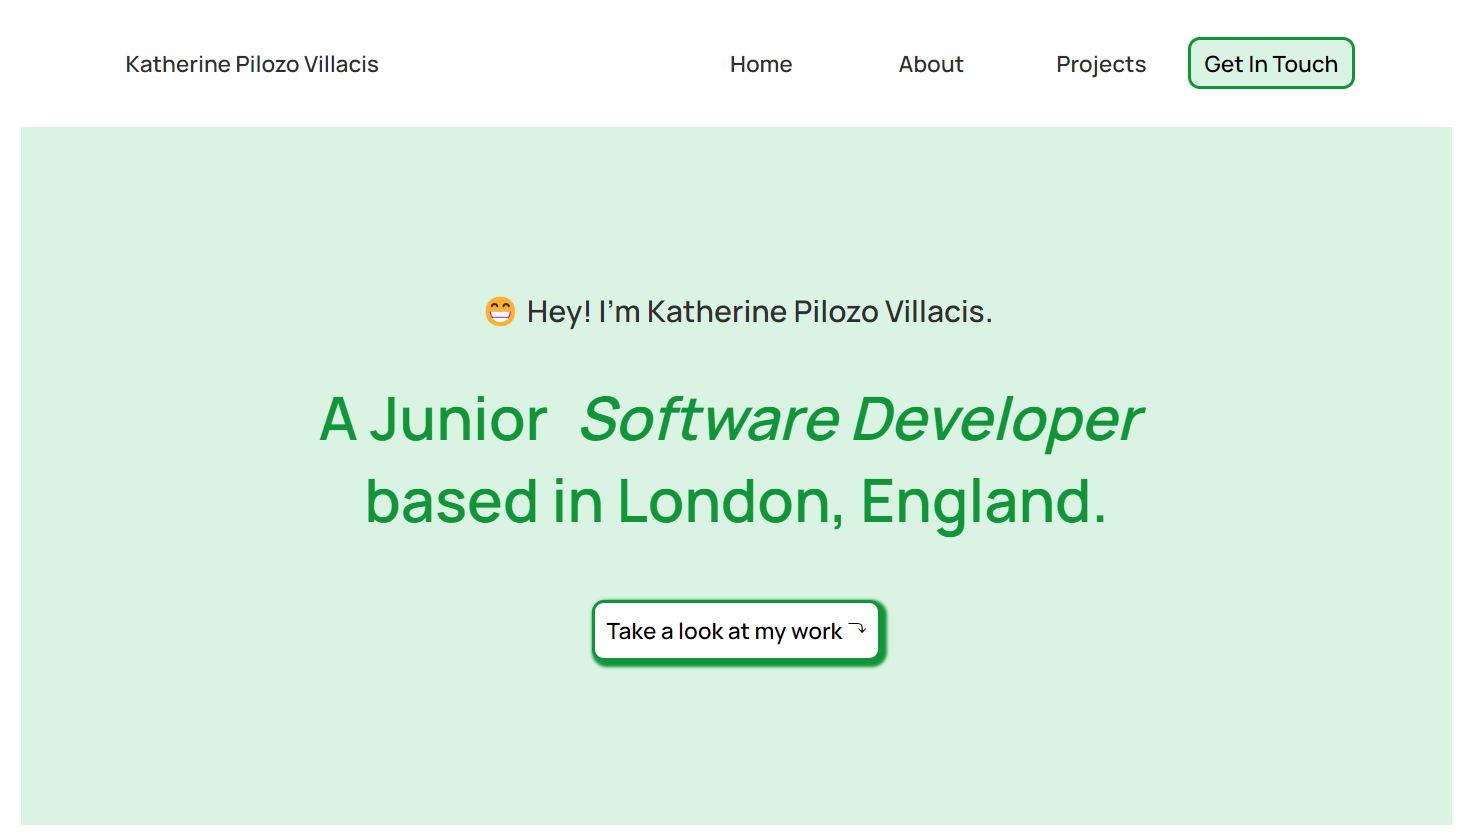 Katherine Pilozo Villacis
Home
About
Projects
Get In Touch
😁 Hey! I'm Katherine Pilozo Villacis.
A Junior Software Developer
based in London, England.
Take a look at my work ⤵